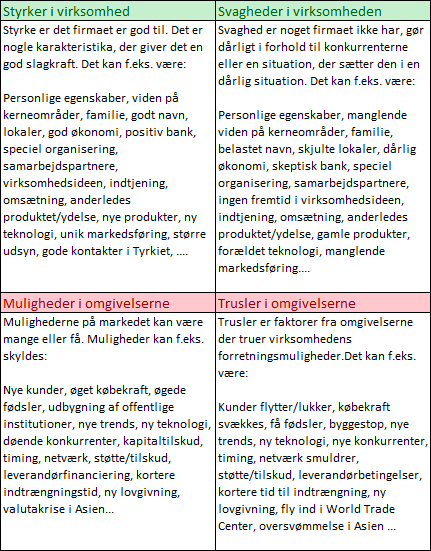 Styrker i virksomhed
Styrke er det firmaet er god til. Det er
nogle karakteristika, der giver det en
god slagkraft. Det kan f.eks. være:
Personlige egenskaber, viden på
kerneområder, familie, godt navn,
lokaler, god økonomi, positiv bank,
speciel organisering,
samarbejdspartnere,
virksomhedsideen, indtjening,
omsætning, anderledes
produktet/ydelse, nye produkter, ny
teknologi, unik markedsføring, større
udsyn, gode kontakter i Tyrkiet, ....
Svagheder i virksomheden
Svaghed er noget firmaet ikke har, gør
dårligt i forhold til konkurrenterne
eller en situation, der sætter den i en
dårlig situation. Det kan f.eks. være:
Personlige egenskaber, manglende
viden på kerneområder, familie,
belastet navn, skjulte lokaler, dårlig
økonomi, skeptisk bank, speciel
organisering, samarbejdspartnere,
ingen fremtid i virksomhedsideen,
indtjening, omsætning, anderledes
produktet/ydelse, gamle produkter,
forældet teknologi, manglende
markedsføring....
Muligheder i omgivelserne
Mulighederne på markedet kan være
mange eller få. Muligheder kan f.eks.
skyldes:
Nye kunder, øget købekraft, øgede
fødsler, udbygning af offentlige
institutioner, nye trends, ny teknologi,
døende konkurrenter, kapitaltilskud,
timing, netværk, støtte/tilskud,
leverandørfinanciering, kortere
indtrængningstid, ny lovgivning,
valutakrise i Asien...
Trusler i omgivelserne
Trusler er faktorer fra omgivelserne
der truer virksomhedens
forretningsmuligheder.Det kan f.eks.
være:
Kunder flytter/lukker, købekraft
svækkes, få fødsler, byggestop, nye
trends, ny teknologi, nye konkurrenter,
timing, netværk smuldrer,
støtte/tilskud, leverandørbetingelser,
kortere tid til indtrængning, ny
lovgivning, fly ind i World Trade
Center, oversvømmelse i Asien ...